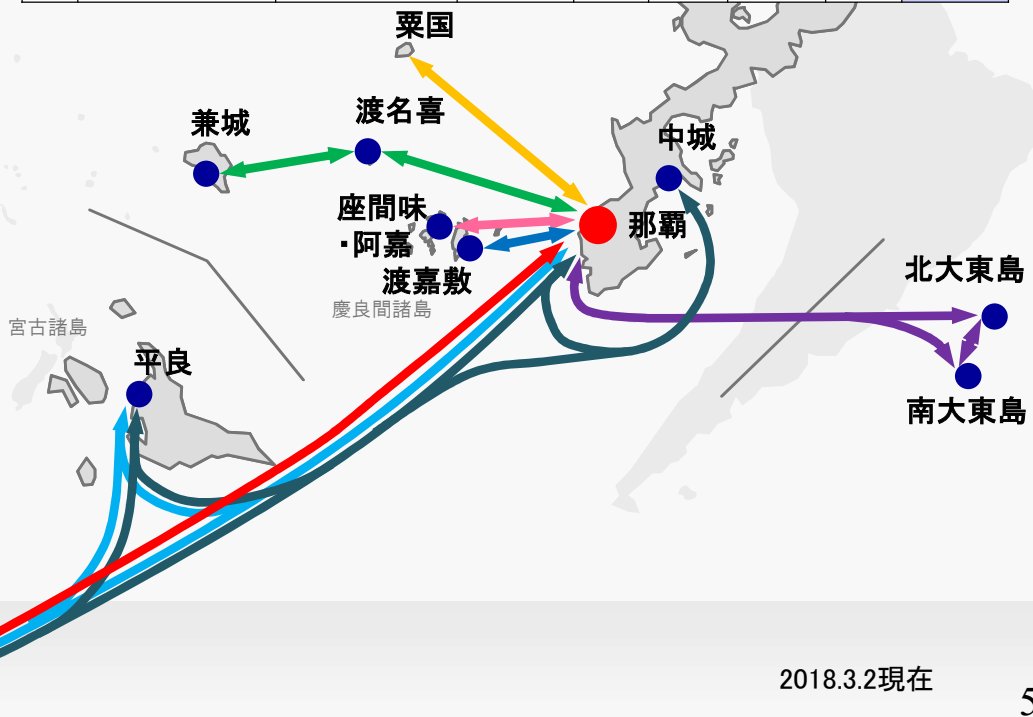 粟国
渡名喜
兼城
中城
座間味
・阿嘉
那覇
渡嘉敷
北大東島
慶良間諸島
宮古諸島
平良
南大東島
2018.3.2現在
5